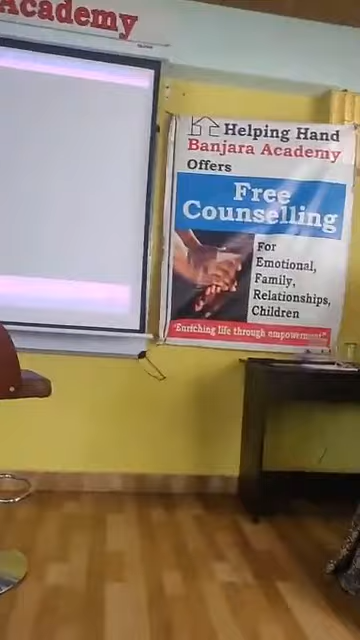 Academy
Helping Hand
Banjara Academy
Offers
Free
Counselling
For
Emotional,
Family,
Relationships,
Children
"Enriching life through empowerment"